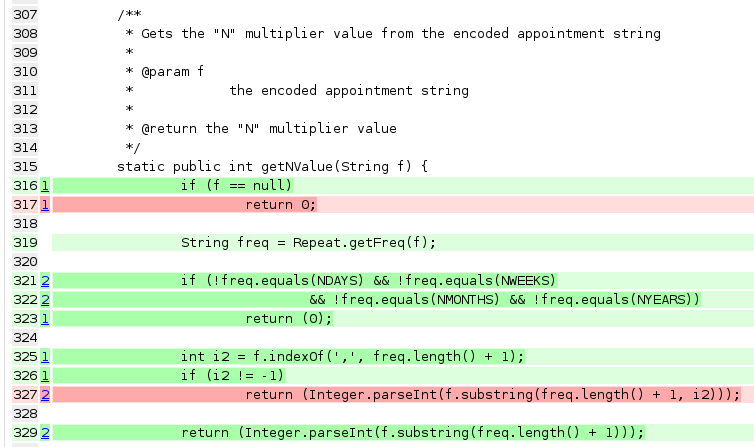 307 /**
308 * Gets the "N" multiplier value from the encoded appointment string
309 *
310 * @param f
311 * the encoded appointment string
312 *
313 * @return the "N" multiplier value
314 */
315 static public int getNValue(String f) {
316 1 if (f == null)
317 1 return 0;
318
319 String freq = Repeat.getFreq(f);
320
321 2 if (!freq.equals(NDAYS) && !freq.equals(NWEEKS)
322 2 && !freq.equals(NMONTHS) && !freq.equals(NYEARS))
323 1 return (0);
324
325 1 int i2 = f.indexOf(',', freq.length() + 1);
326 1 if (i2 != -1)
327 2 return (Integer.parseInt(f.substring(freq.length() + 1, i2)));
328
329 2 return (Integer.parseInt(f.substring(freq.length() + 1)));